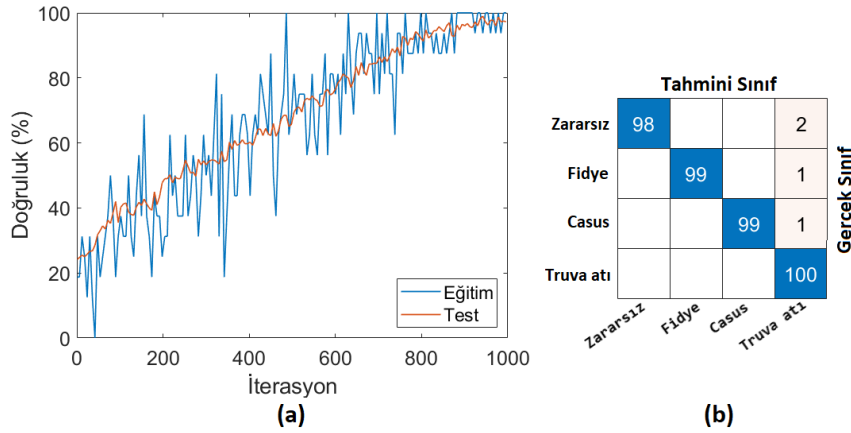 100
80
60
40
20
0
Doğruluk (%)
0 200 400 600 800 1000
İterasyon
Eğitim
Test
(a)
Tahmini Sınıf
Zararsız 98 2
Fidye 99 1
Casus 99 1
Truva atı 100
Gercek Sınıf
Zararsız Fidye Casus Truva atı
(b)